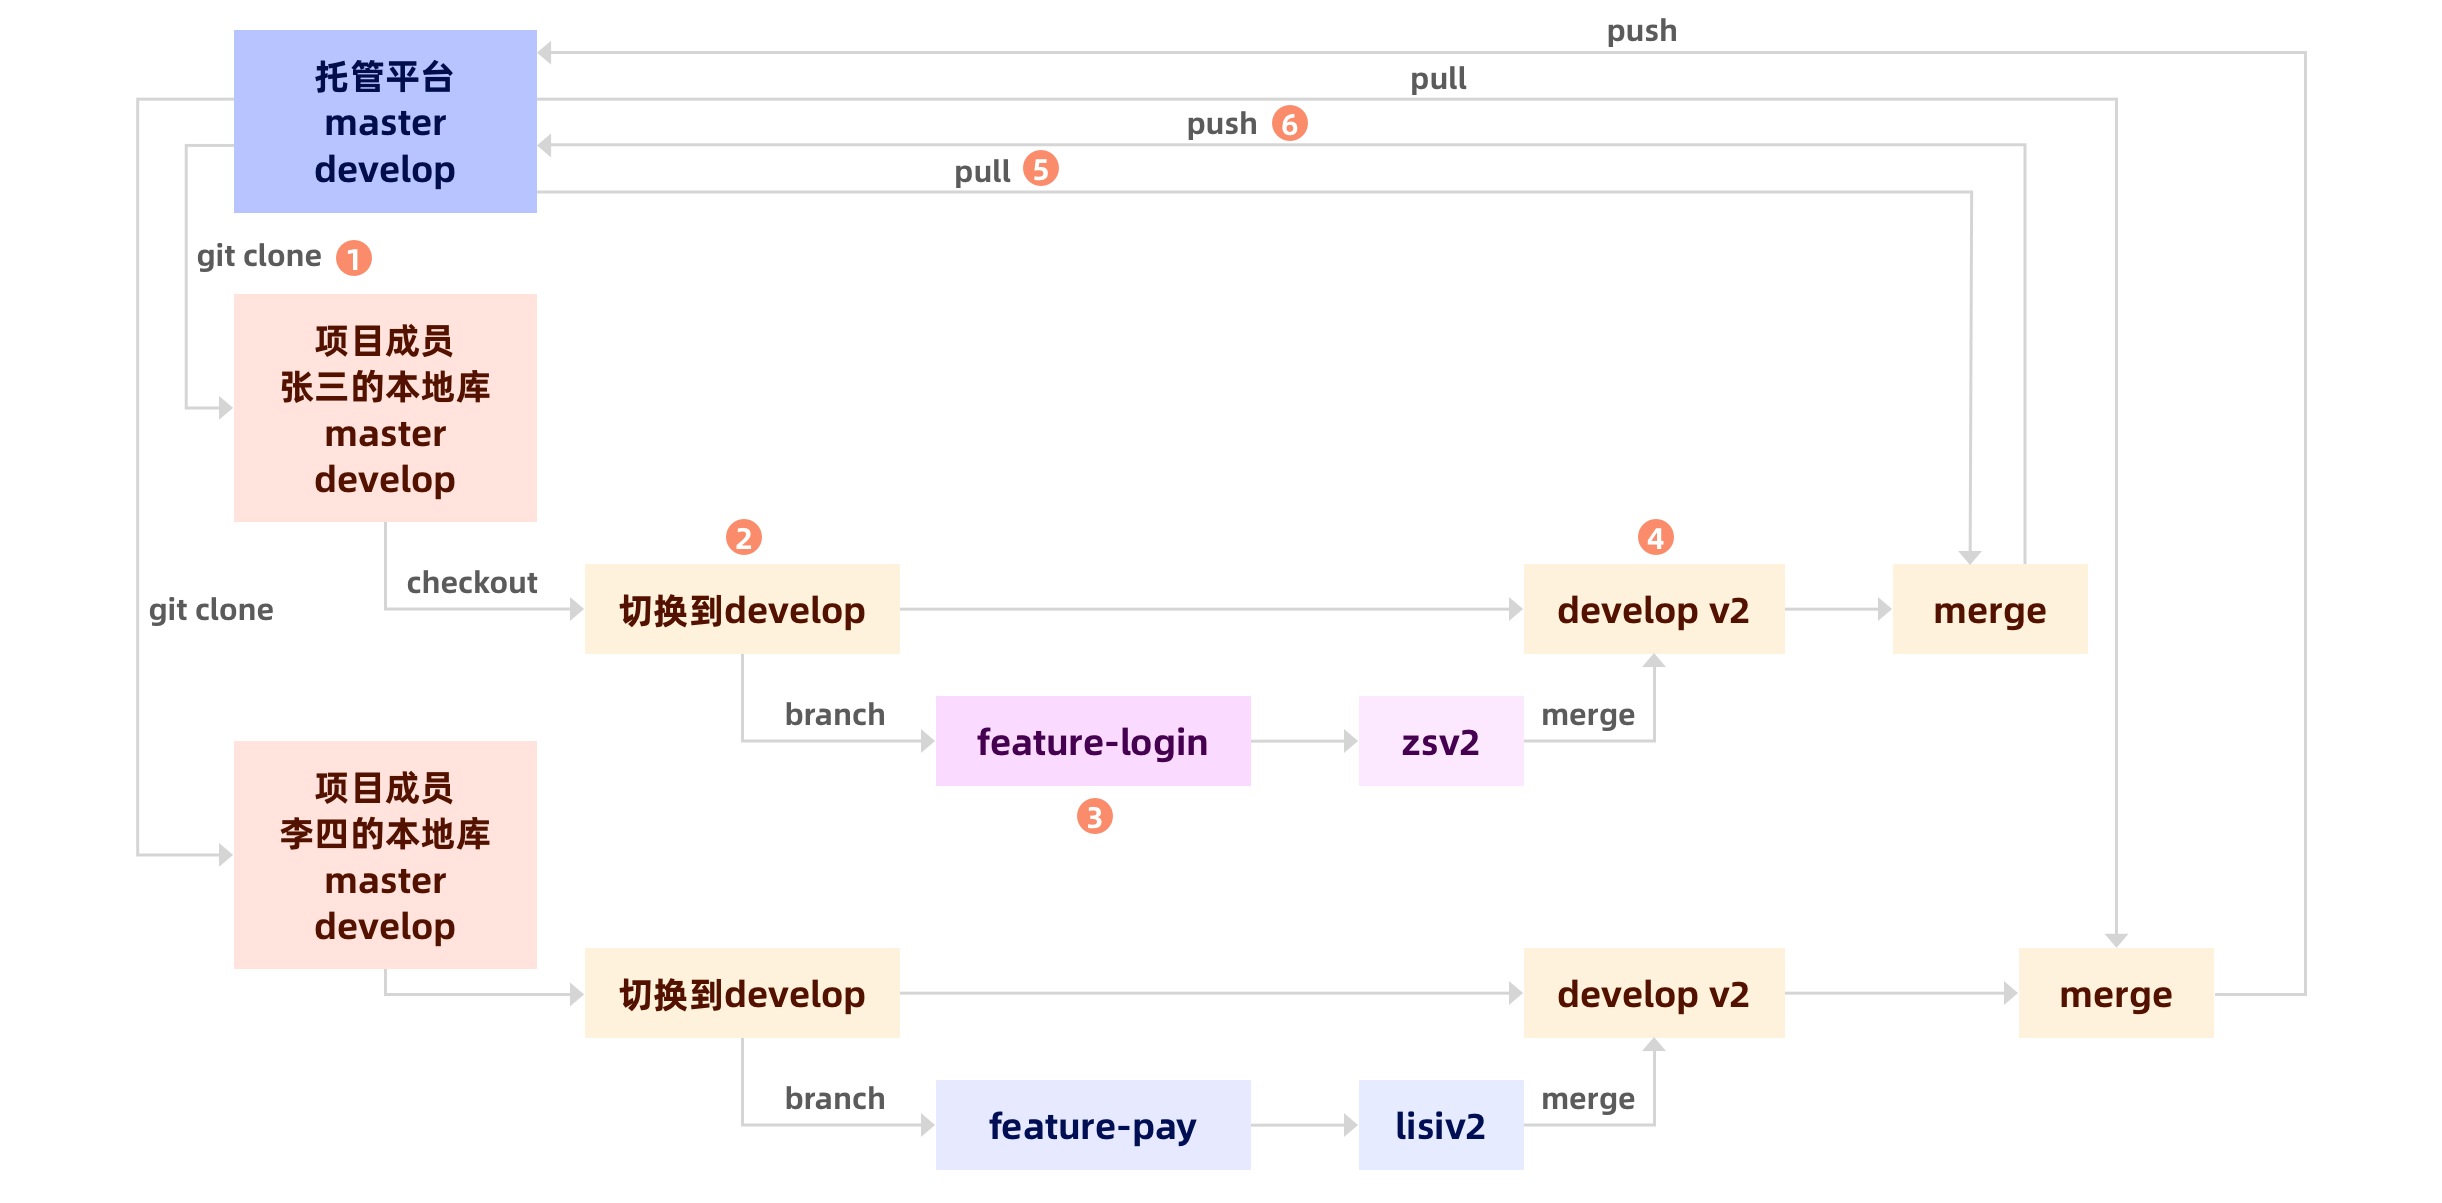 push
托管平台
master
develop
pull
push 6
pull 5
git clone 1
项目成员
张三的本地库
master
develop
checkout
2
切换到develop
4
develop v2
merge
git clone
branch
feature-login
3
zsv2
merge
项目成员
李四的本地库
master
develop
切换到develop
develop v2
merge
branch
feature-pay
lisiv2
merge